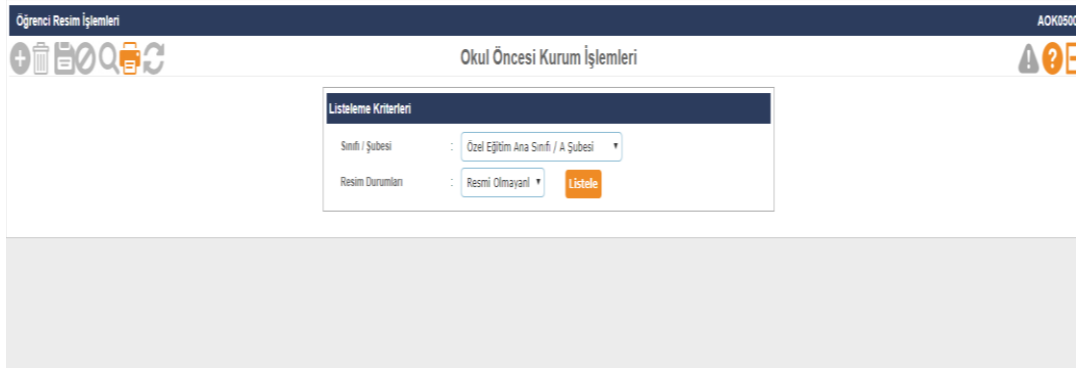 Öğrenci Resim İşlemleri AOK0500
Okul Öncesi Kurum İşlemleri
Listeleme Kriterleri
Sınıfı / Şubesi : Özel Eğitim Ana Sınıfı / A Şubesi
Resim Durumları : Resmi Olmayanl Listele